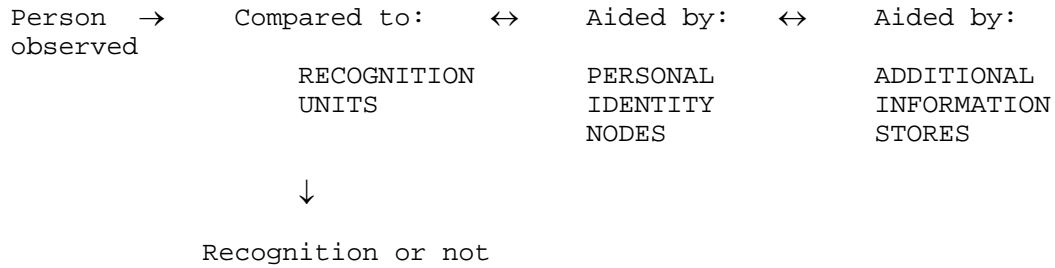 Person → Compared to: ↔ Aided by: ↔ Aided by:
observed
RECOGNITION PERSONAL ADDITIONAL
UNITS IDENTITY INFORMATION
NODES STORES
↓
Recognition or not